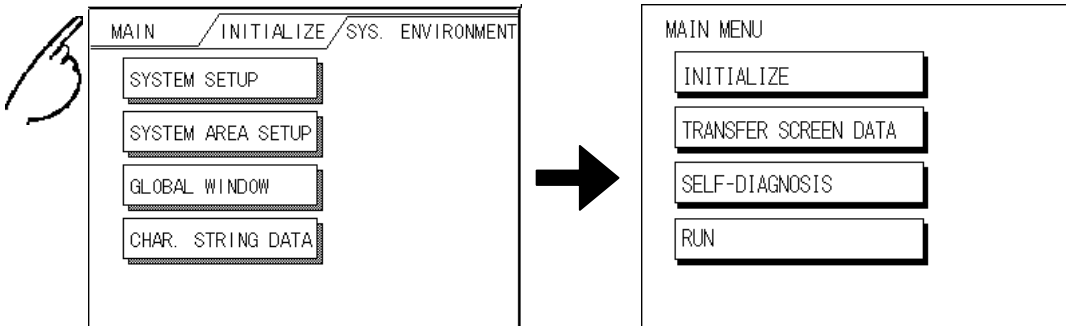 MAIN INITIALIZE SYS. ENVIRONMENT
SYSTEM SETUP
SYSTEM AREA SETUP
GLOBAL WINDOW
CHAR. STRING DATA
MAIN MENU
INITIALIZE
TRANSFER SCREEN DATA
SELF-DIAGNOSIS
RUN